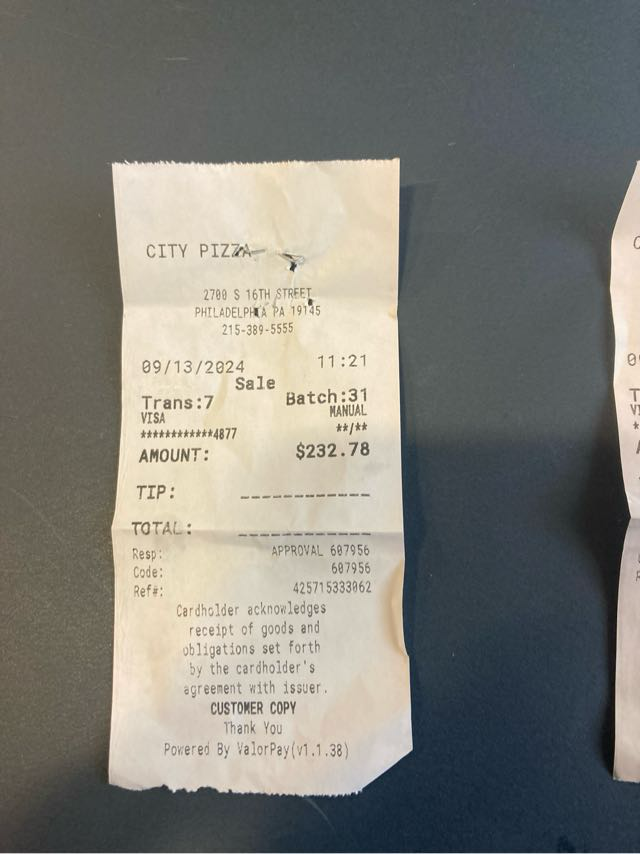 CITY PIZZA
2700 S 16TH STREET
PHILADELPHIA PA 19145
215-389-5555
09/13/2024 11:21
Sale
Trans:7 Batch:31
VISA MANUAL
************4877 **/**
AMOUNT: $232.78
TIP: ____________
TOTAL: ____________
Resp: APPROVAL 607956
Code: 607956
Ref#: 425715333062
Cardholder acknowledges
receipt of goods and
obligations set forth
by the cardholder's
agreement with issuer.
CUSTOMER COPY
Thank You
Powered By ValorPay(v1.1.38)